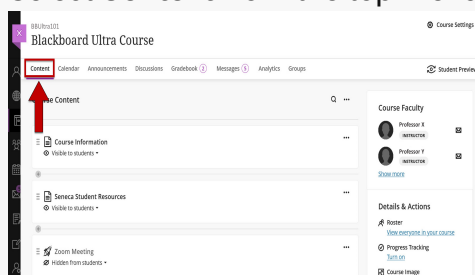 BBUltra101
Blackboard Ultra Course
Course Settings
Content Calendar Announcements Discussions Gradebook 2 Messages 5 Analytics Groups
Student Preview
Content
Course Information
Visible to students
Seneca Student Resources
Visible to students
Zoom Meeting
Hidden from students
Course Faculty
Professor X
INSTRUCTOR
Professor Y
INSTRUCTOR
Show more
Details & Actions
Roster
View everyone in your course
Progress Tracking
Turn on
Course Image